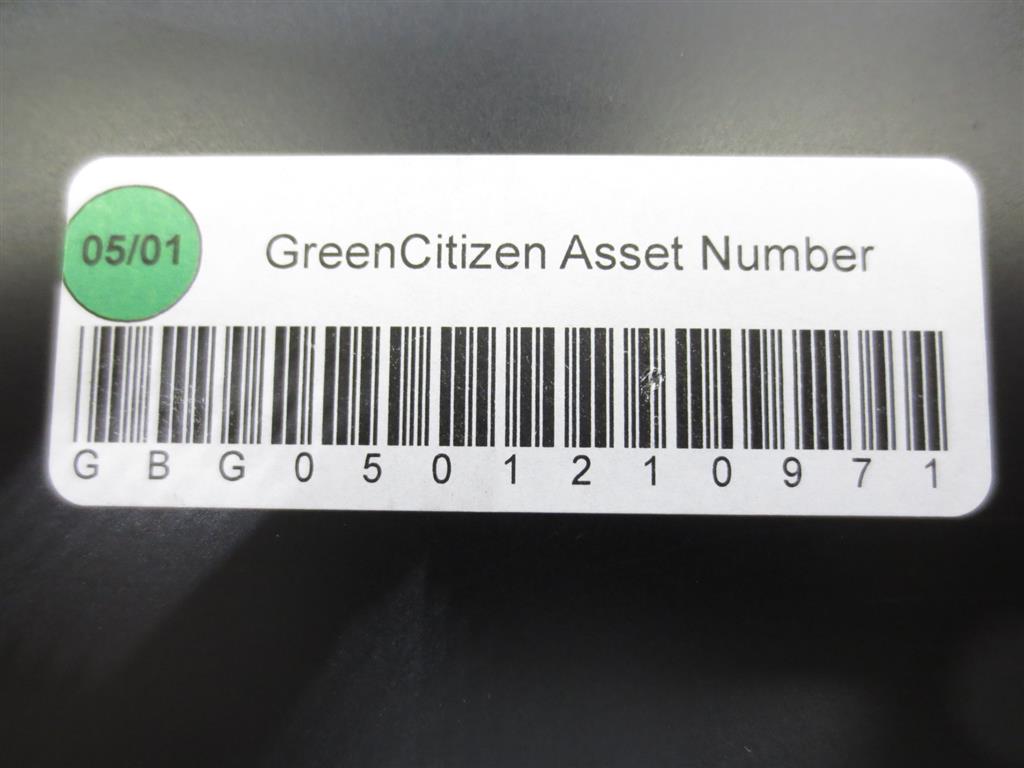 05/01
GreenCitizen Asset Number
G B G 0 5 0 1 2 1 0 9 7 1